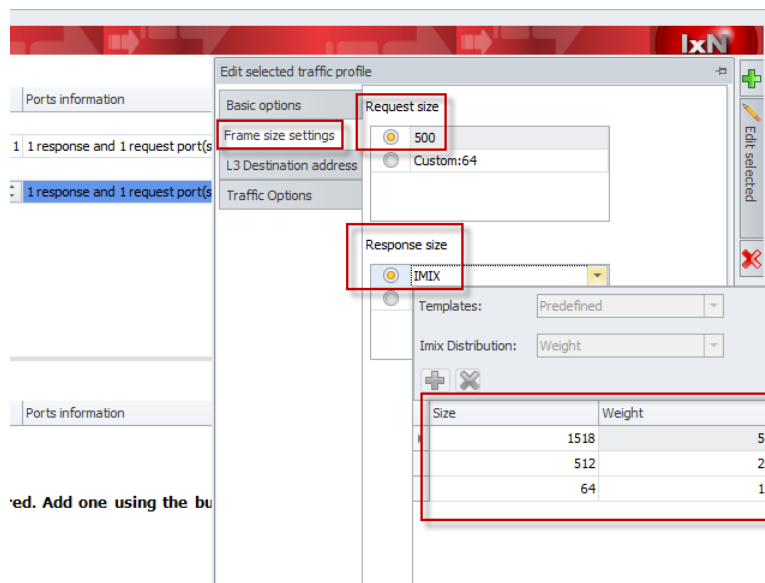 IxN
Edit selected traffic profile
Ports information
Basic options
Request size
Frame size settings
500
1 1 response and 1 request port(s
L3 Destination address
Custom:64
Edit selected
1 response and 1 request port(s
Traffic Options
Response size
IMIX
Templates:
Predefined
Imix Distribution:
Weight
Ports information
Size
Weight
1518
5
512
2
64
1
red. Add one using the bu